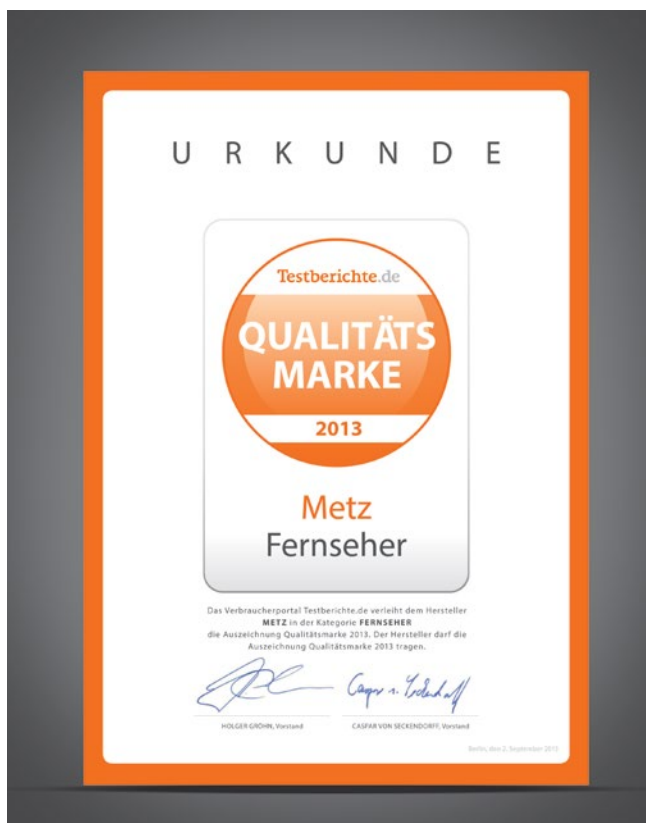 URKUNDE
Testberichte.de
QUALITÄTS
MARKE
2013
Metz
Fernseher
Das Verbraucherportal Testberichte.de verleiht dem Hersteller
METZ in der Kategorie FERNSEHER
die Auszeichnung Qualitätsmarke 2013. Der Hersteller darf die
Auszeichnung Qualitätsmarke 2013 tragen.
HOLGER GRÖHN, Vorstand CASPAR VON SECKENDORFF, Vorstand
Berlin, den 2. September 2013